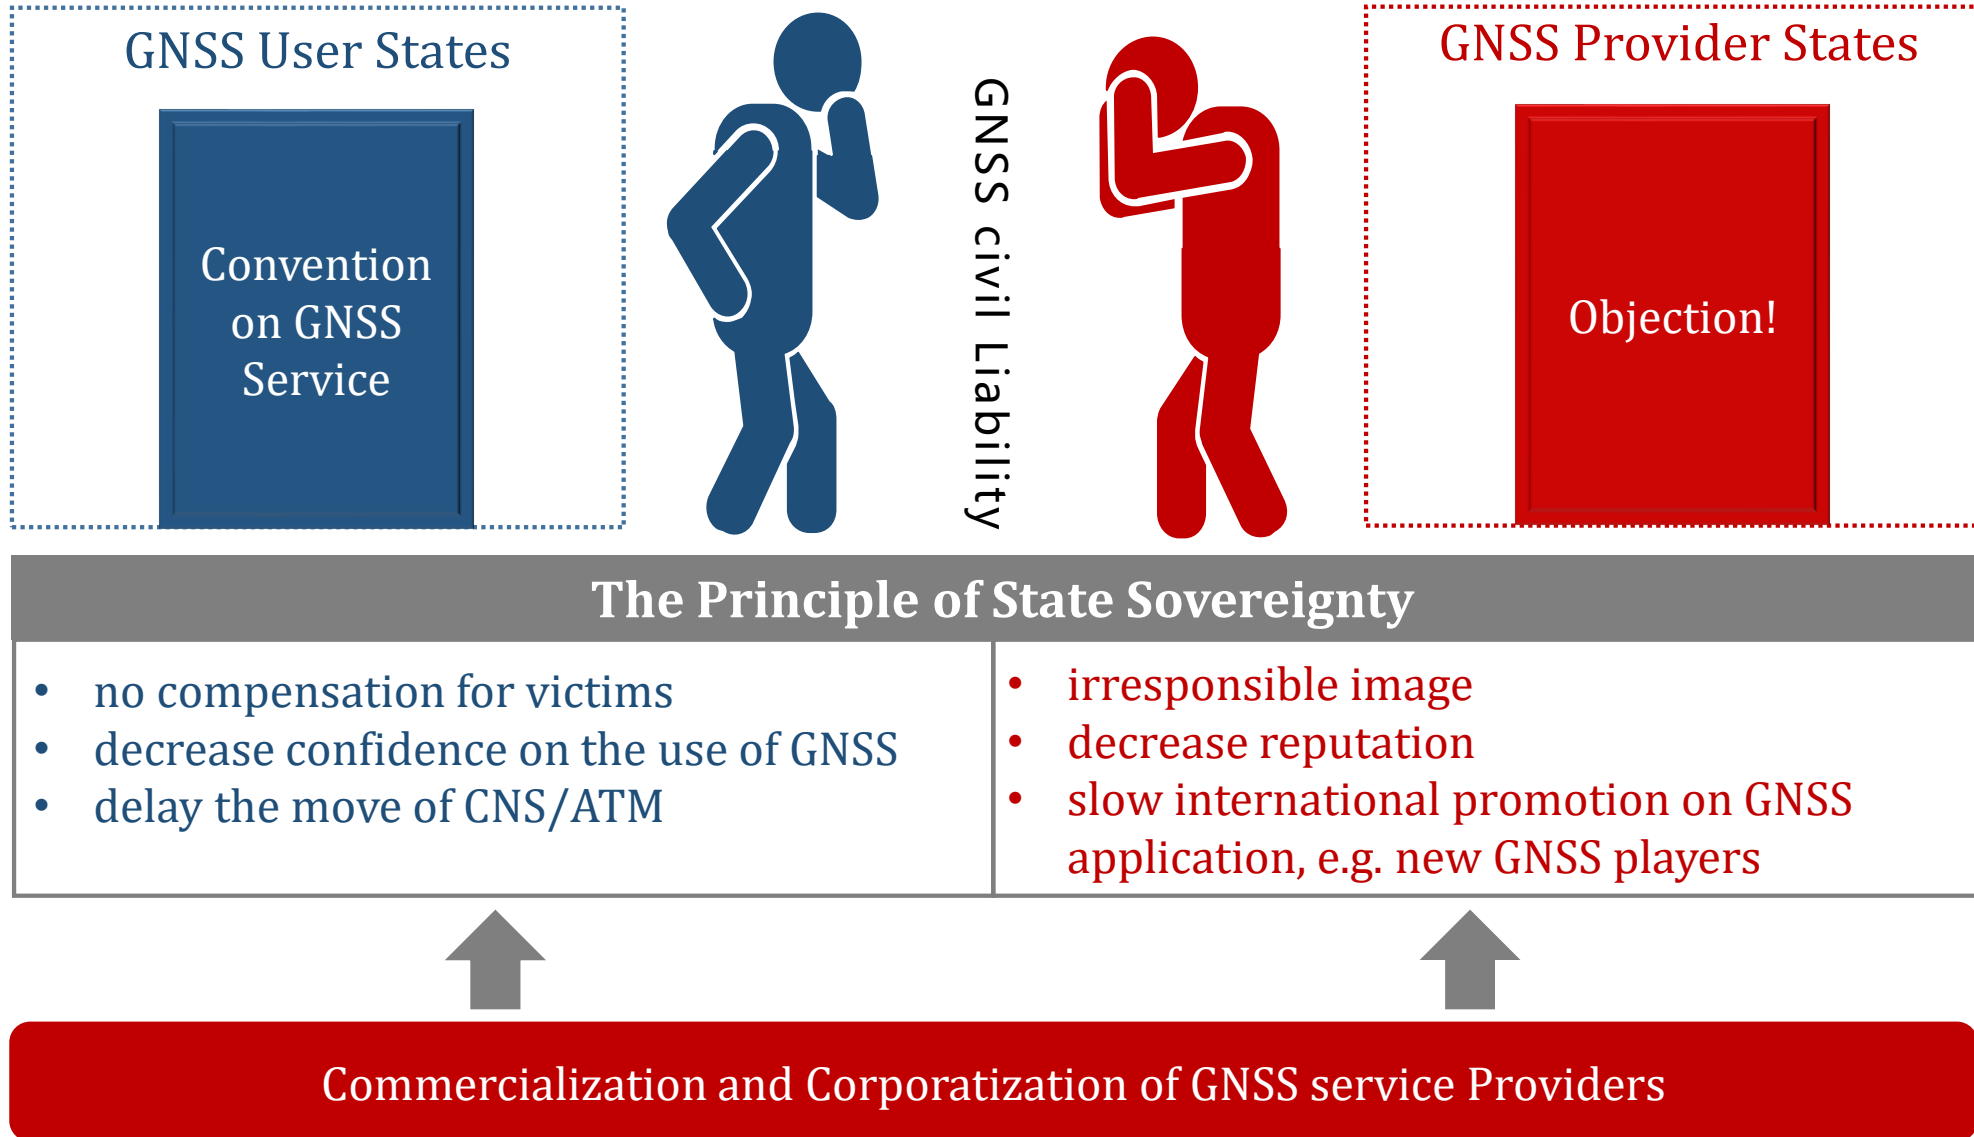 GNSS User States
Convention
on GNSS
Service
GNSS civil Liability
GNSS Provider States
Objection!
The Principle of State Sovereignty
• no compensation for victims
• decrease confidence on the use of GNSS
• delay the move of CNS/ATM
• irresponsible image
• decrease reputation
• slow international promotion on GNSS
application, e.g. new GNSS players
Commercialization and Corporatization of GNSS service Providers